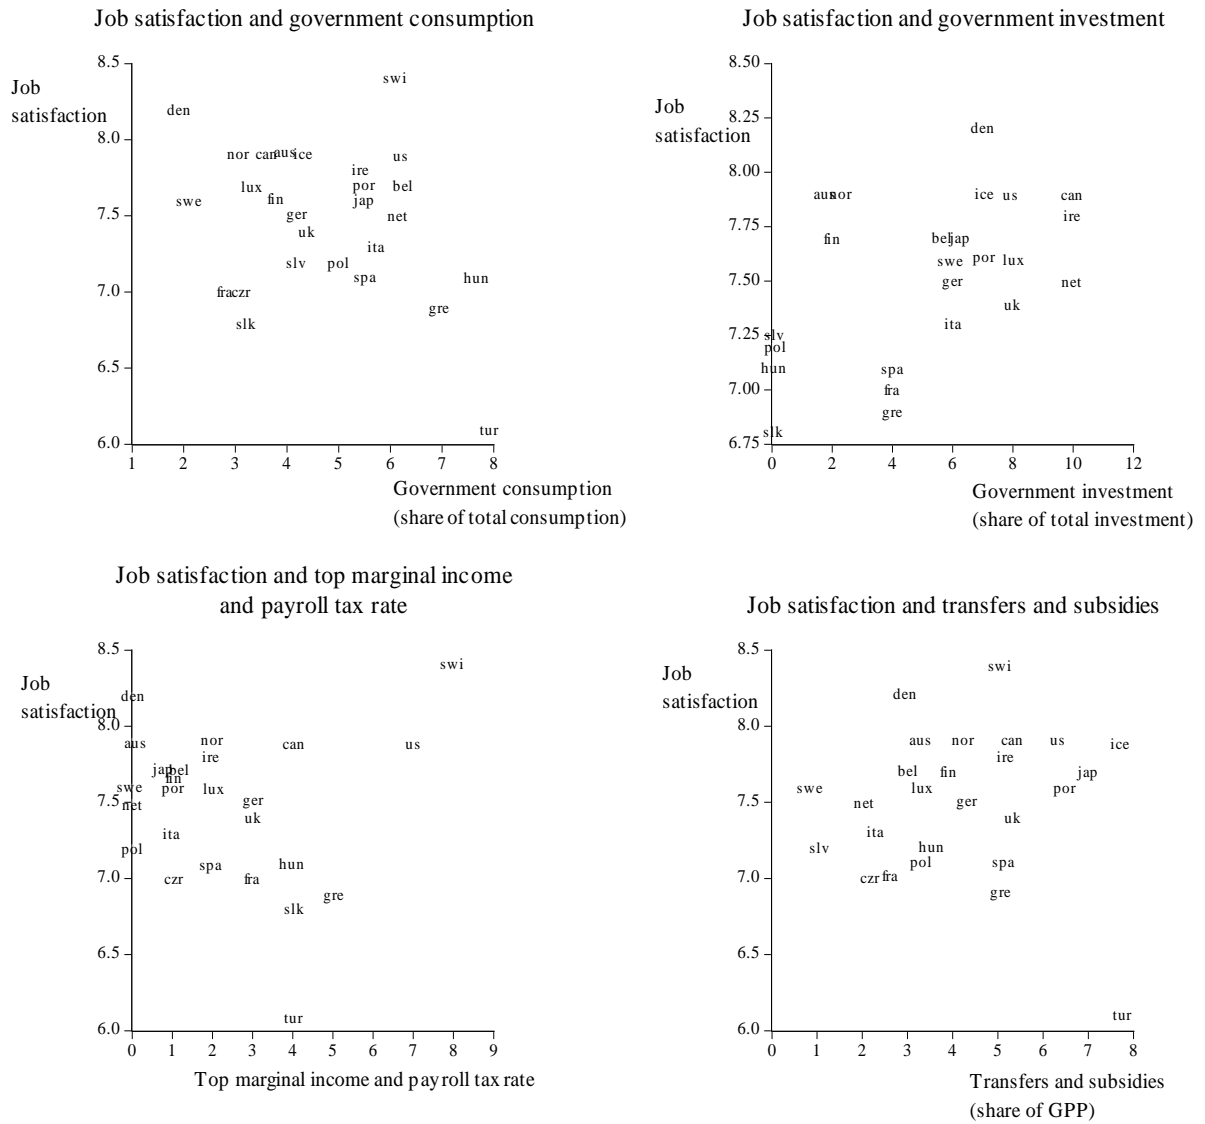 Job satisfaction and government consumption
Job
satisfaction
8.5
8.0
7.5
7.0
6.5
6.0
swi
den
nor can aus ice
us
ire
lux
por
bel
swe
fin
jap
ger
net
uk
ita
slv
pol
spa
hun
fra czr
gre
slk
tur
1 2 3 4 5 6 7 8
Government consumption
(share of total consumption)
Job satisfaction and government investment
Job
satisfaction
8.50
8.25
8.00
7.75
7.50
7.25
7.00
6.75
den
aus nor
ice us
can
ire
fin
bel jap
swe
por
lux
ger
net
uk
ita
slv
pol
hun
spa
fra
gre
slk
0 2 4 6 8 10 12
Government investment
(share of total investment)
Job satisfaction and top marginal income
and payroll tax rate
Job
satisfaction
8.5
8.0
7.5
7.0
6.5
6.0
swi
den
aus
nor
can
us
ire
jap bel
fin
swe
por
lux
net
ger
uk
ita
pol
spa
hun
czr
fra
gre
slk
tur
0 1 2 3 4 5 6 7 8 9
Top marginal income and payroll tax rate
Job satisfaction and transfers and subsidies
Job
satisfaction
8.5
8.0
7.5
7.0
6.5
6.0
swi
den
aus nor can us ice
ire
bel
fin
jap
swe
lux
por
net
ger
uk
ita
slv
hun
pol
spa
czr fra
gre
tur
0 1 2 3 4 5 6 7 8
Transfers and subsidies
(share of GPP)